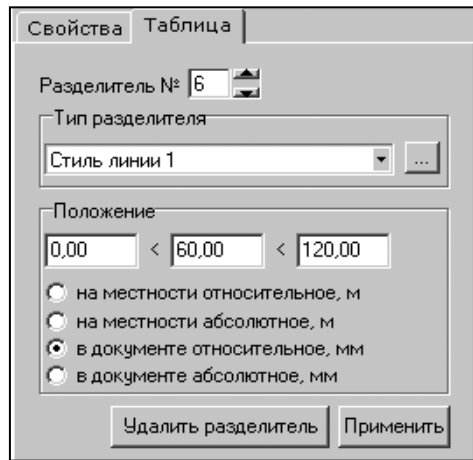 Свойства Таблица
Разделитель № 6
Тип разделителя
Стиль линии 1 ...
Положение
0,00 < 60,00 < 120,00
на местности относительное, м
на местности абсолютное, м
в документе относительное, мм
в документе абсолютное, мм
Удалить разделитель Применить